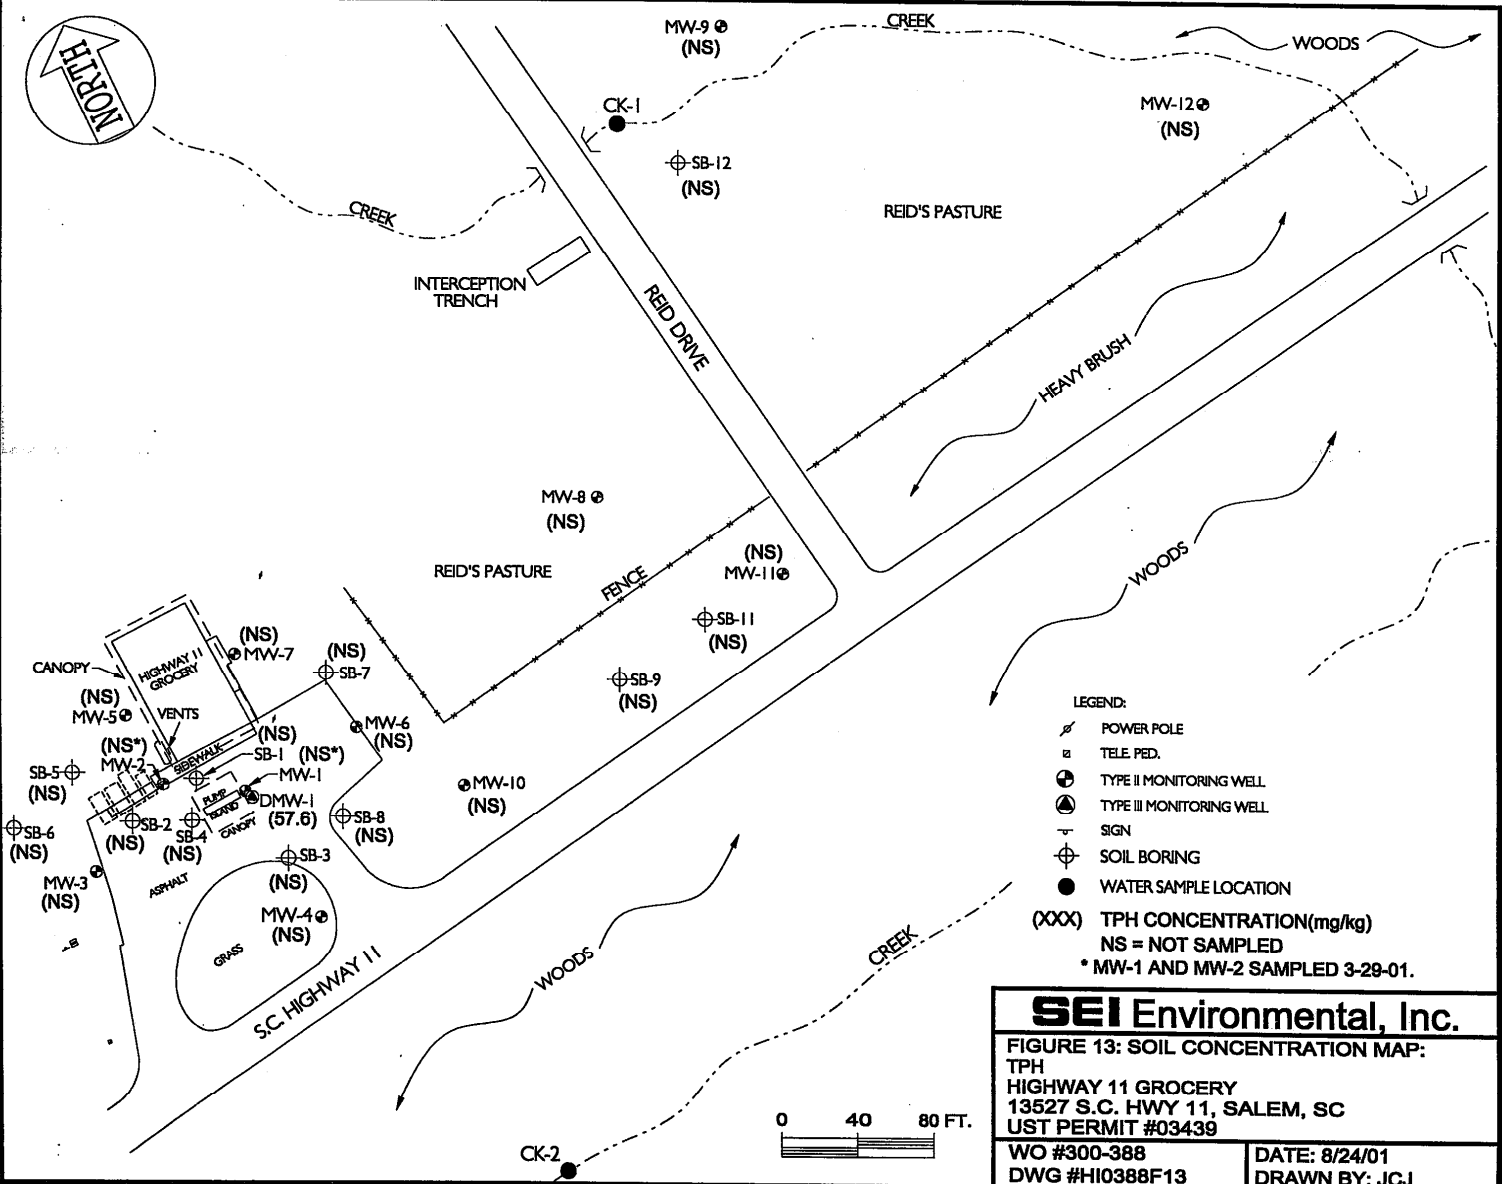 NORTH
MW-9
(NS)
CREEK
WOODS
CK-1
MW-12
(NS)
SB-12
(NS)
CREEK
REID'S PASTURE
INTERCEPTION
TRENCH
REID DRIVE
HEAVY BRUSH
MW-8
(NS)
REID'S PASTURE
FENCE
(NS)
MW-11
WOODS
SB-11
(NS)
SB-9
(NS)
CANOPY
HIGHWAY 11
GROCERY
(NS)
MW-7
(NS)
SB-7
(NS)
MW-5
VENTS
(NS*)
MW-2
SIDEWALK
(NS)
SB-1
(NS*)
MW-1
MW-6
(NS)
SB-5
(NS)
PUMP
ISLAND
CANOPY
DMW-1
(57.6)
MW-10
(NS)
SB-8
(NS)
SB-6
(NS)
SB-2
(NS)
SB-4
(NS)
SB-3
(NS)
MW-3
(NS)
ASPHALT
MW-4
(NS)
GRASS
S.C. HIGHWAY 11
WOODS
CREEK
CK-2
LEGEND:
POWER POLE
TELE. PED.
TYPE II MONITORING WELL
TYPE III MONITORING WELL
SIGN
SOIL BORING
WATER SAMPLE LOCATION
(XXX) TPH CONCENTRATION(mg/kg)
NS = NOT SAMPLED
* MW-1 AND MW-2 SAMPLED 3-29-01.
0 40 80 FT.
SEI Environmental, Inc.
FIGURE 13: SOIL CONCENTRATION MAP:
TPH
HIGHWAY 11 GROCERY
13527 S.C. HWY 11, SALEM, SC
UST PERMIT #03439
WO #300-388
DWG #HI0388F13
DATE: 8/24/01
DRAWN BY: JCJ